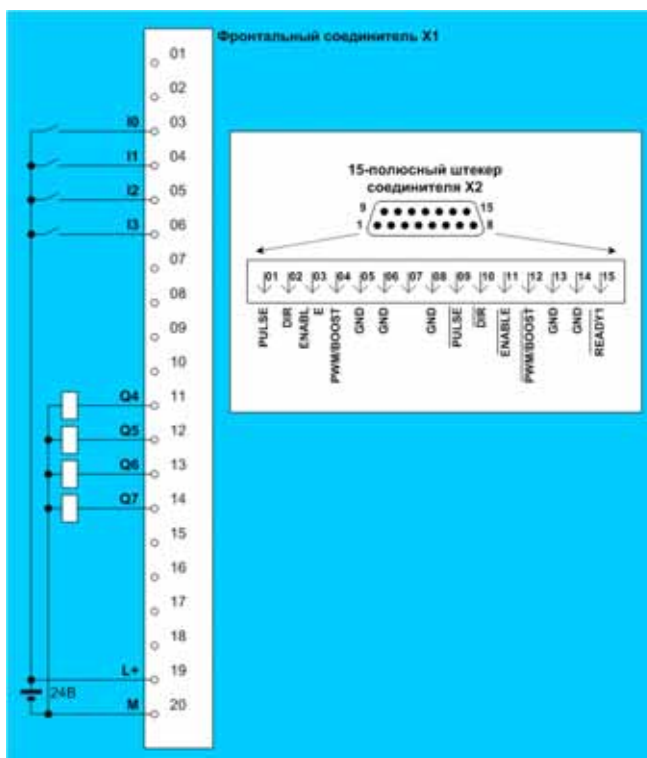 Фронтальный соединитель X1
01
02
I0 03
I1 04
I2 05
I3 06
07
08
09
10
Q4 11
Q5 12
Q6 13
Q7 14
15
16
17
18
L+ 19
24В
M 20
15-полюсный штекер
соединителя X2
9 15
1 8
01 02 03 04 05 06 07 08 09 10 11 12 13 14 15
PULSE
DIR
ENABL
E
PWM/BOOST
GND
GND
GND
PULSE
DIR
ENABLE
PWM/BOOST
GND
GND
READY1